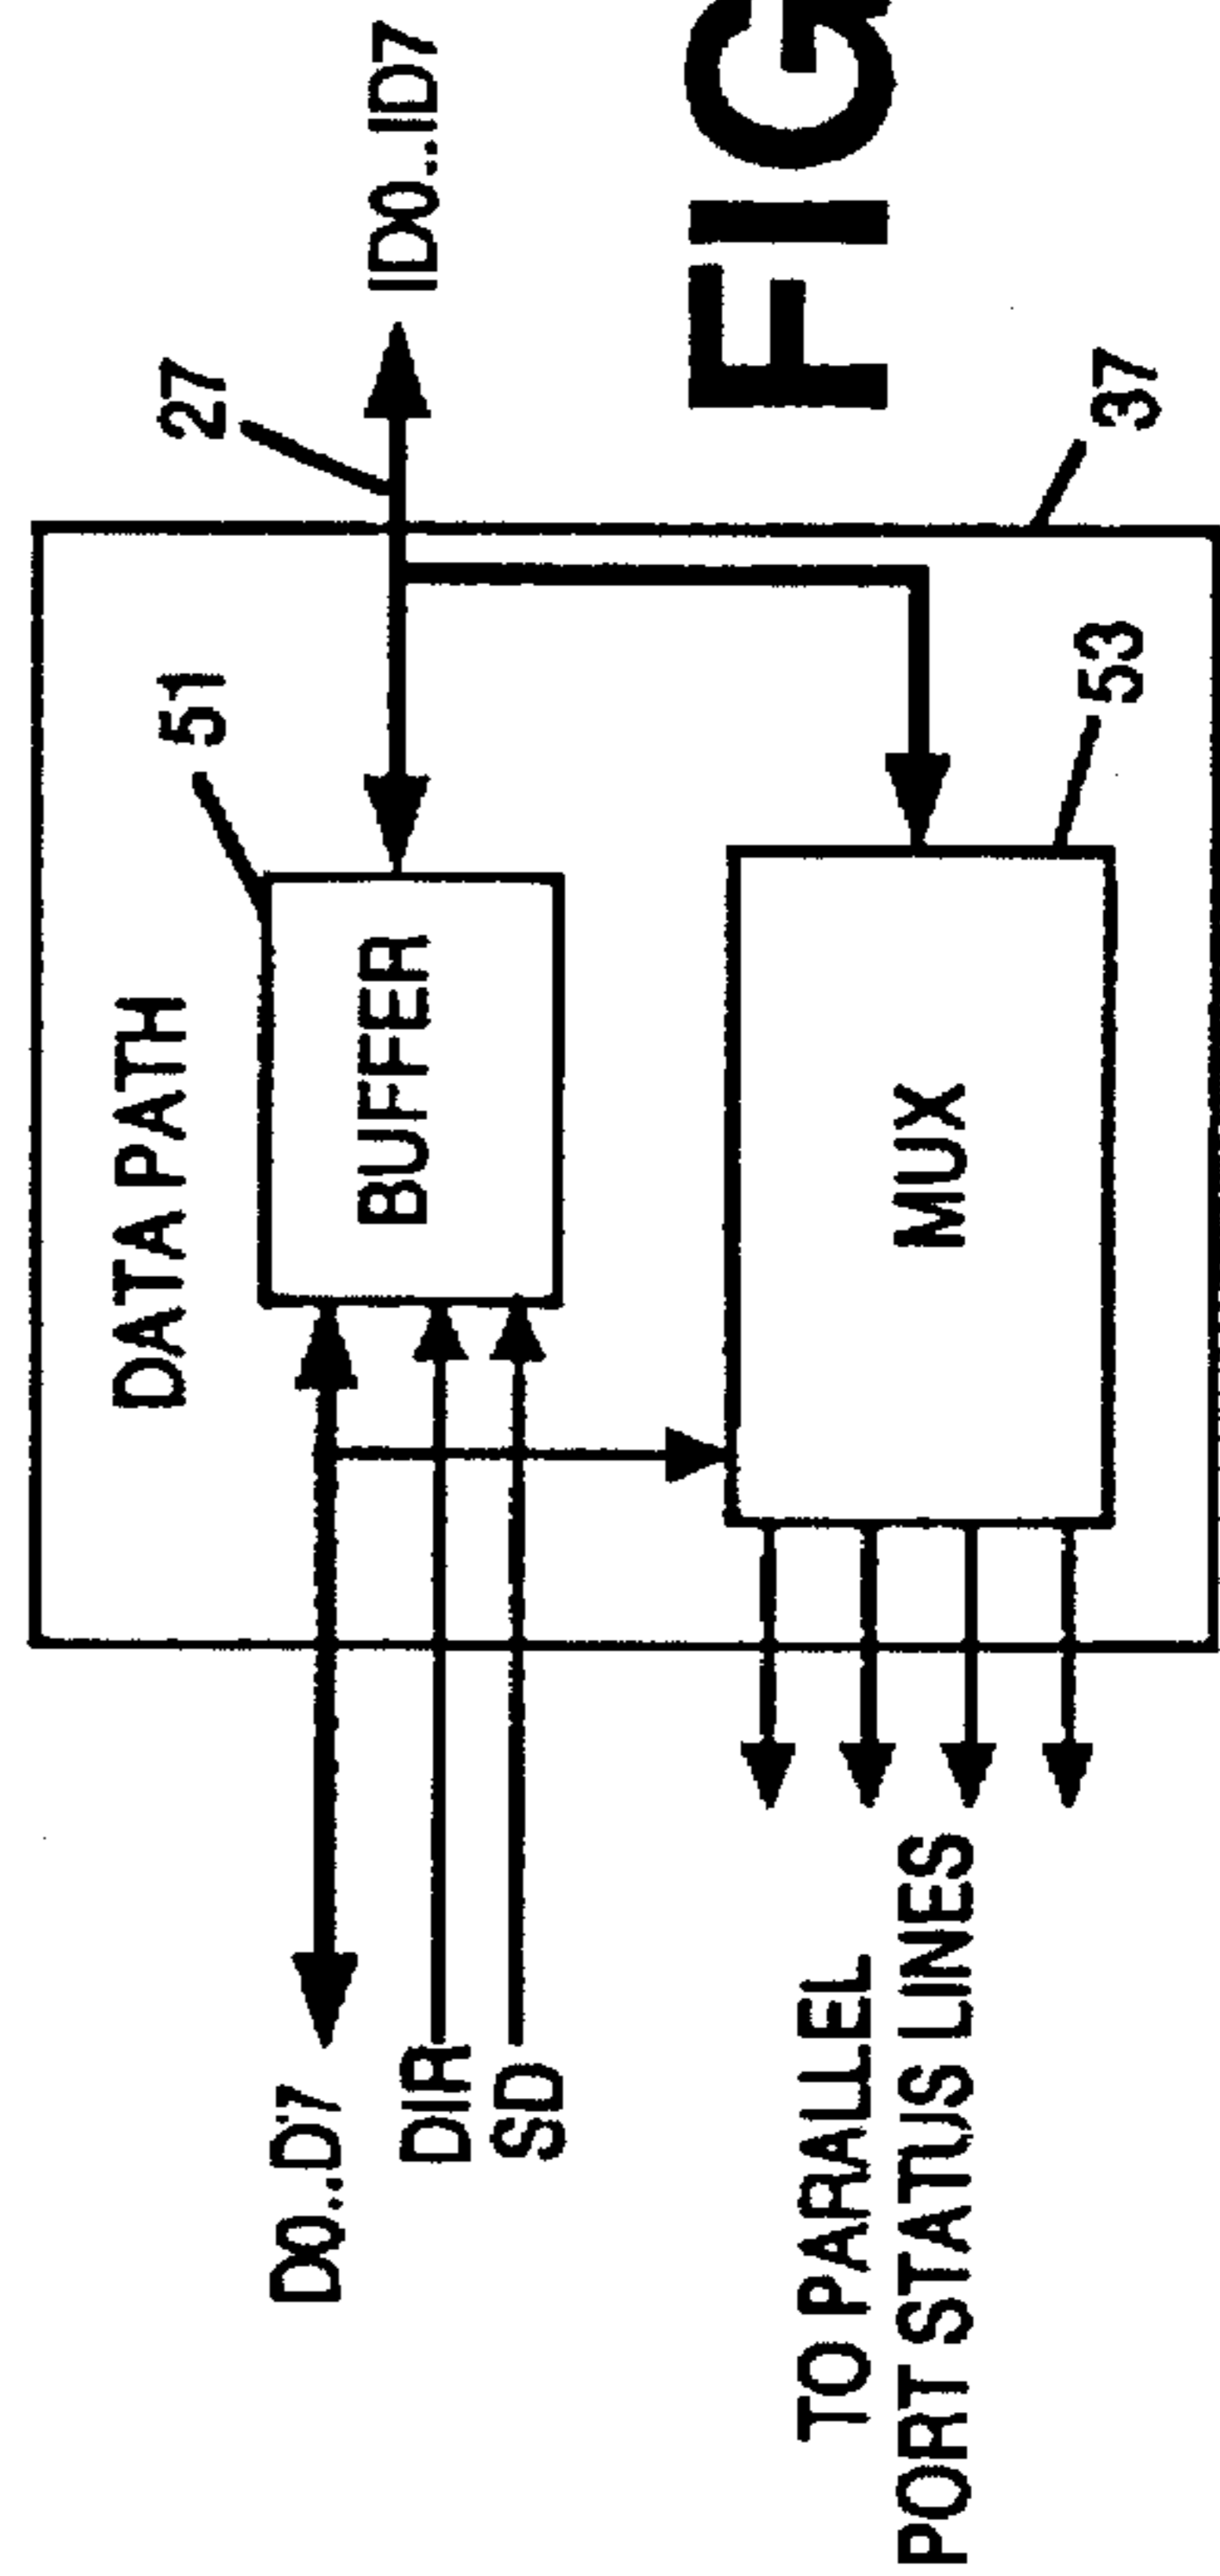 DATA PATH
51
27
BUFFER
D0..D7
ID0..ID7
DIR
SD
MUX
TO PARALLEL
PORT STATUS LINES
53
37
FIG